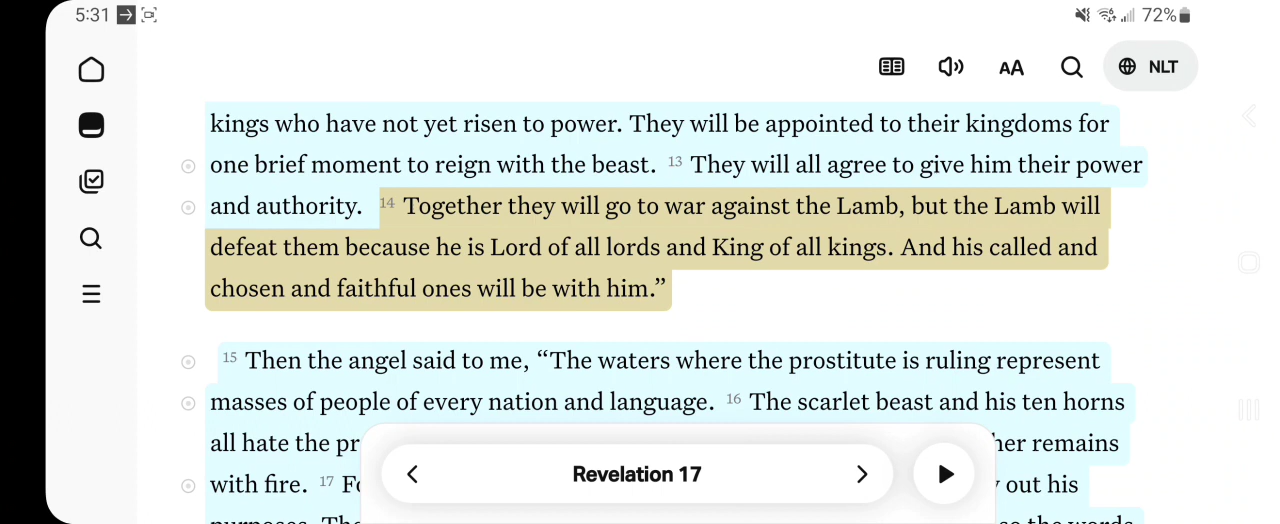 5:31
72%
AA
NLT
kings who have not yet risen to power. They will be appointed to their kingdoms for
one brief moment to reign with the beast. 13 They will all agree to give him their power
and authority. 14 Together they will go to war against the Lamb, but the Lamb will
defeat them because he is Lord of all lords and King of all kings. And his called and
chosen and faithful ones will be with him.”
15 Then the angel said to me, “The waters where the prostitute is ruling represent
masses of people of every nation and language. 16 The scarlet beast and his ten horns
all hate the remains
with fire. 17 out his
Revelation 17
the words